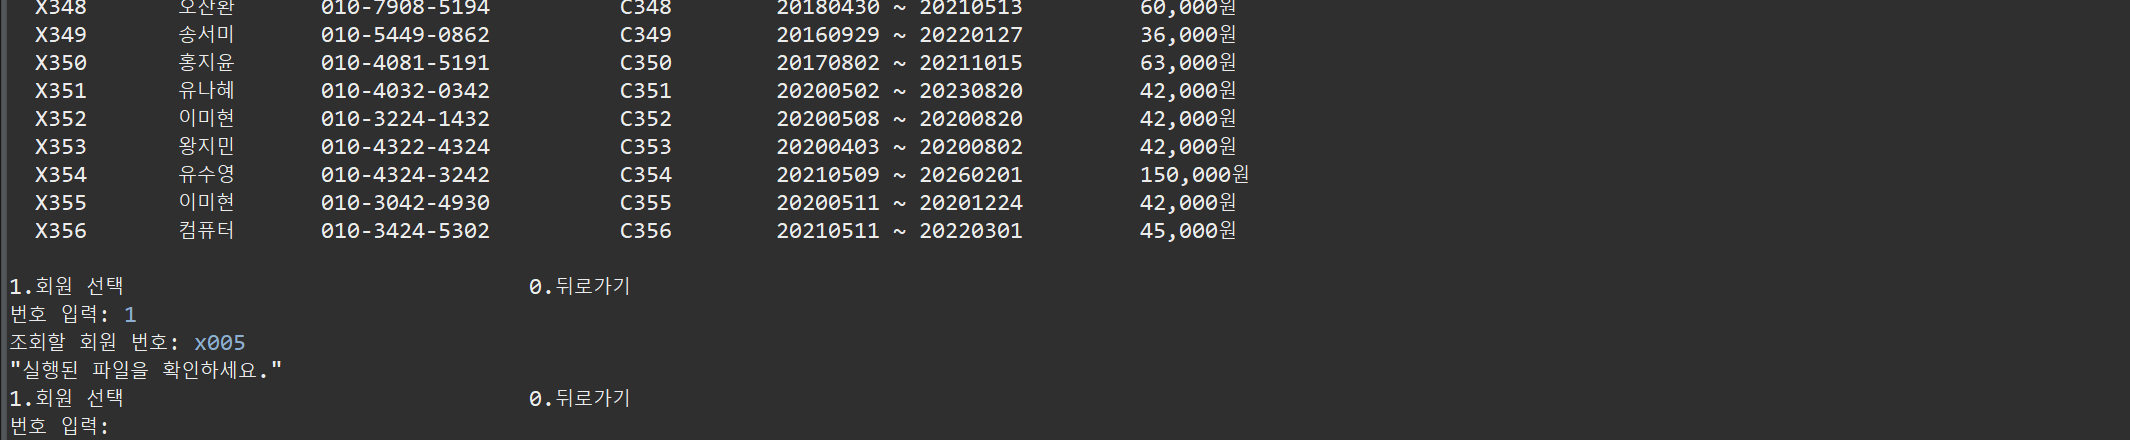 X348 오산환 010-7908-5194 C348 20180430 ~ 20210513 60,000원
X349 송서미 010-5449-0862 C349 20160929 ~ 20220127 36,000원
X350 홍지윤 010-4081-5191 C350 20170802 ~ 20211015 63,000원
X351 유나혜 010-4032-0342 C351 20200502 ~ 20230820 42,000원
X352 이미현 010-3224-1432 C352 20200508 ~ 20200820 42,000원
X353 왕지민 010-4322-4324 C353 20200403 ~ 20200802 42,000원
X354 유수영 010-4324-3242 C354 20210509 ~ 20260201 150,000원
X355 이미현 010-3042-4930 C355 20200511 ~ 20201224 42,000원
X356 컴퓨터 010-3424-5302 C356 20210511 ~ 20220301 45,000원
1.회원 선택 0.뒤로가기
번호 입력: 1
조회할 회원 번호: x005
"실행된 파일을 확인하세요."
1.회원 선택 0.뒤로가기
번호 입력: